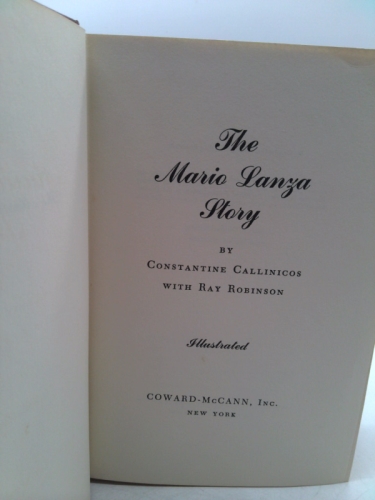 The
Mario Lanza
Story
BY
CONSTANTINE CALLINICOS
WITH RAY ROBINSON
Illustrated
COWARD-MCCANN, INC.
NEW YORK